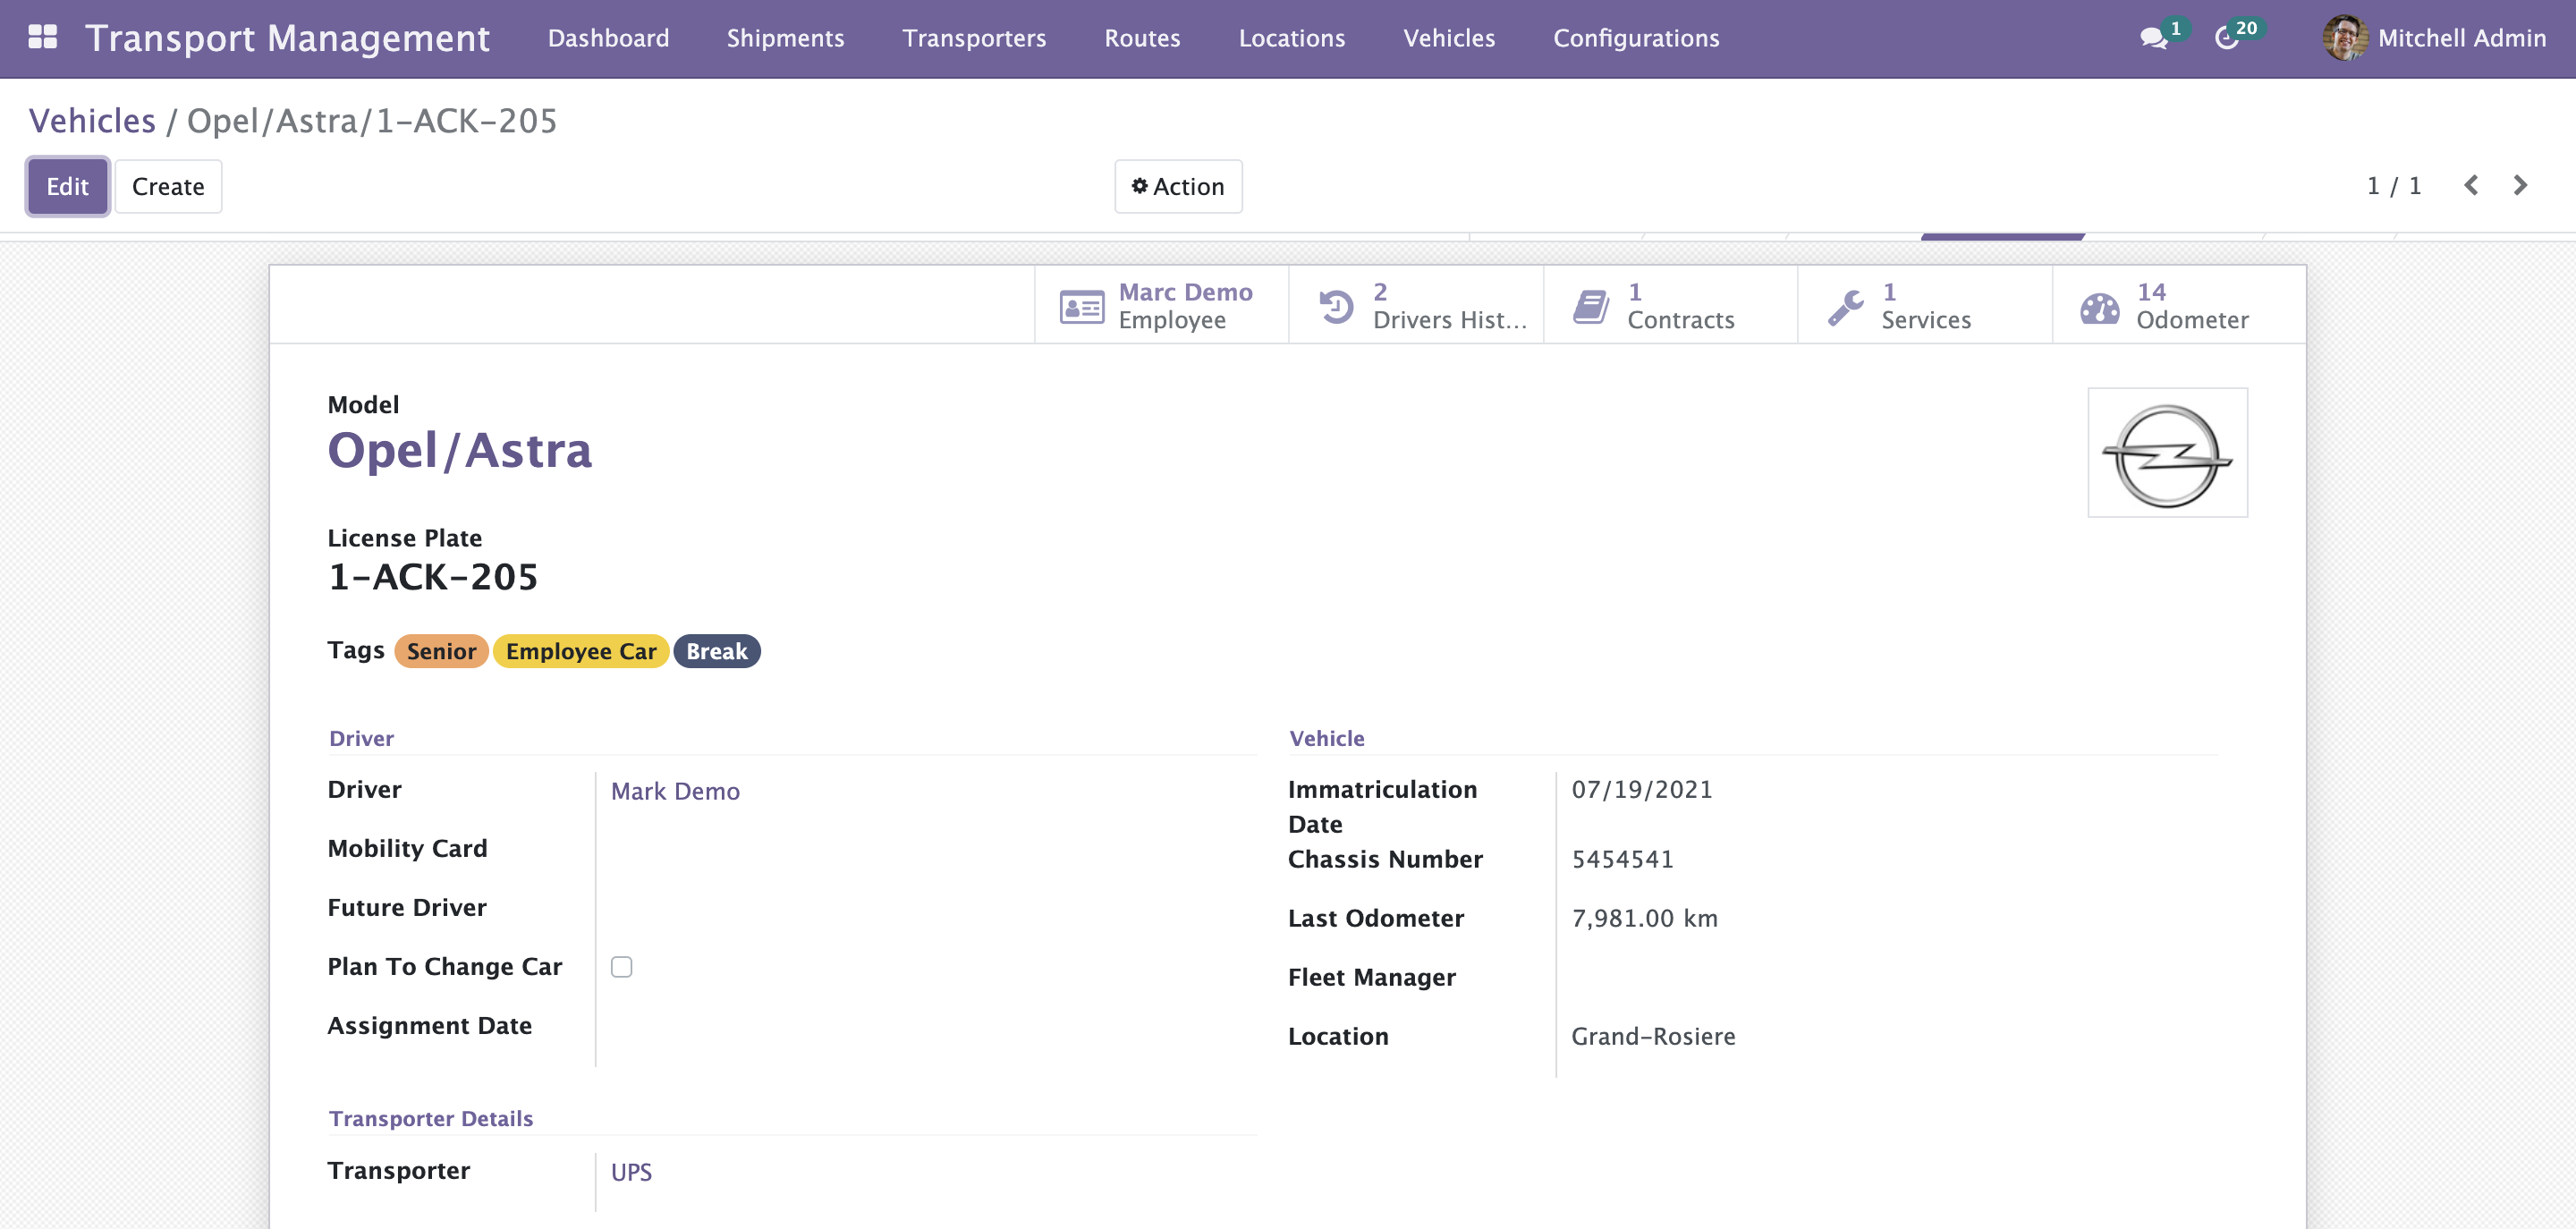 Transport Management Dashboard Shipments Transporters Routes Locations Vehicles Configurations 1 20 Mitchell Admin
Vehicles / Opel/Astra/1-ACK-205
Edit Create Action 1 / 1
Marc Demo
Employee
2
Drivers Hist...
1
Contracts
1
Services
14
Odometer
Model
Opel/Astra
License Plate
1-ACK-205
Tags Senior Employee Car Break
Driver
Driver Mark Demo
Mobility Card
Future Driver
Plan To Change Car
Assignment Date
Vehicle
Immatriculation Date 07/19/2021
Chassis Number 5454541
Last Odometer 7,981.00 km
Fleet Manager
Location Grand-Rosiere
Transporter Details
Transporter UPS